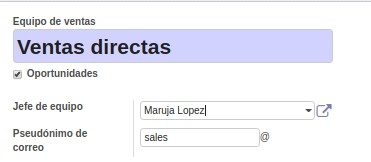 Equipo de ventas
Ventas directas
Oportunidades
Jefe de equipo
Maruja Lopez
Pseudónimo de
correo
sales @